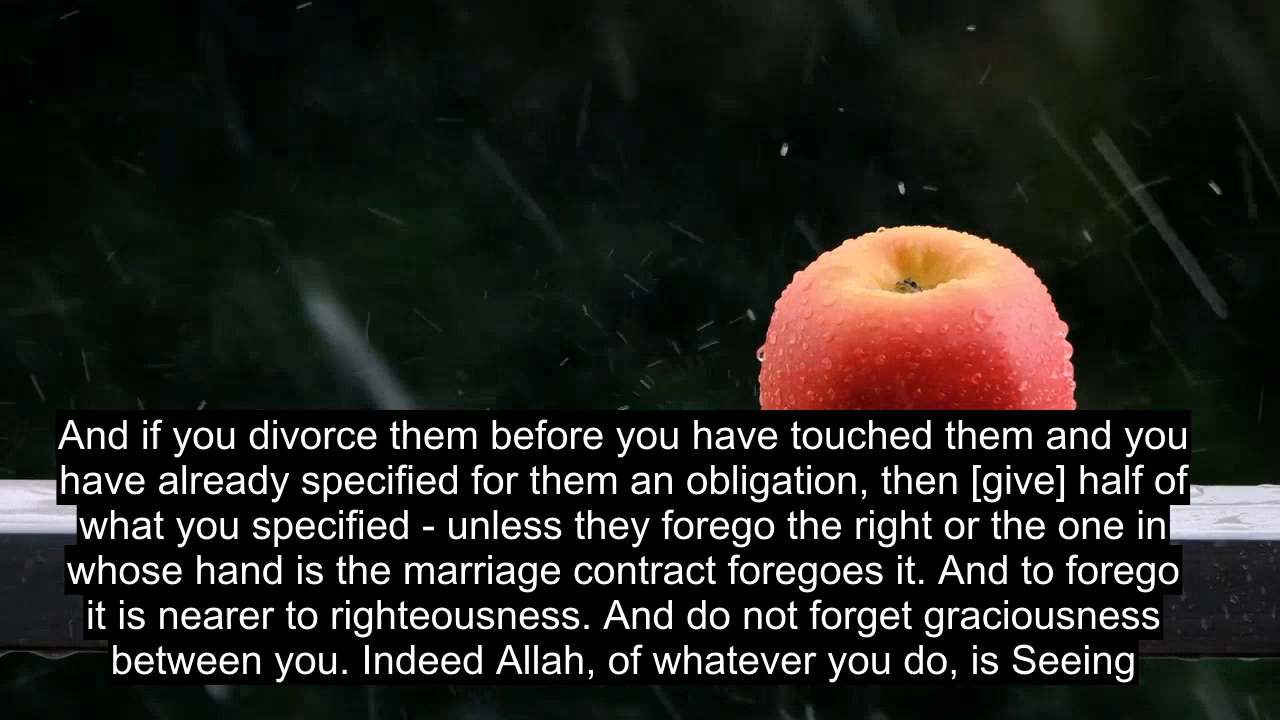 And if you divorce them before you have touched them and you
have already specified for them an obligation, then [give] half of
what you specified - unless they forego the right or the one in
whose hand is the marriage contract foregoes it. And to forego
it is nearer to righteousness. And do not forget graciousness
between you. Indeed Allah, of whatever you do, is Seeing